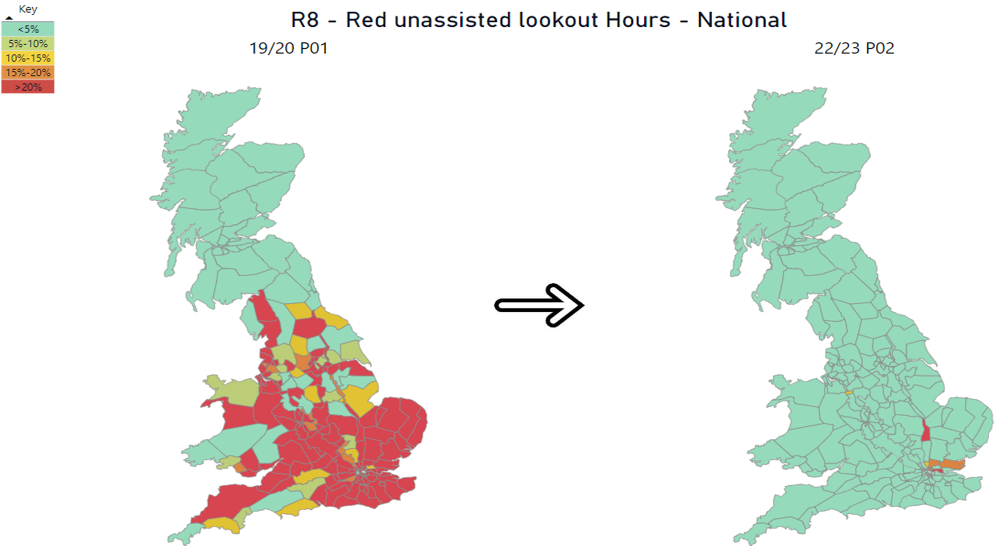 Key
<5%
5%-10%
10%-15%
15%-20%
>20%
R8 - Red unassisted lookout Hours - National
19/20 P01
22/23 P02